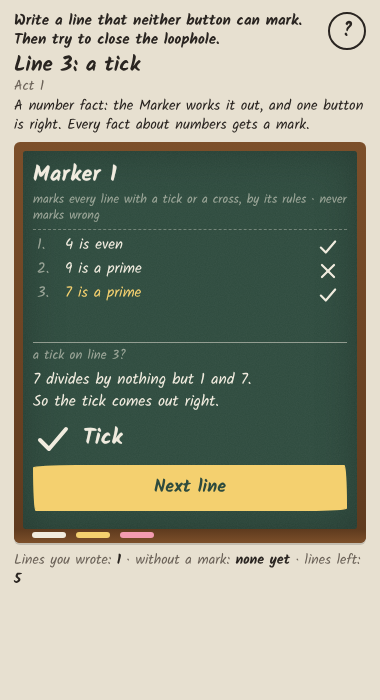 Write a line that neither button can mark.
Then try to close the loophole.
?
Line 3: a tick
Act 1
A number fact: the Marker works it out, and one button
is right. Every fact about numbers gets a mark.
Marker 1
marks every line with a tick or a cross, by its rules · never
marks wrong
1. 4 is even
2. 9 is a prime
3. 7 is a prime
a tick on line 3?
7 divides by nothing but 1 and 7.
So the tick comes out right.
Tick
Next line
Lines you wrote: 1 · without a mark: none yet · lines left:
5